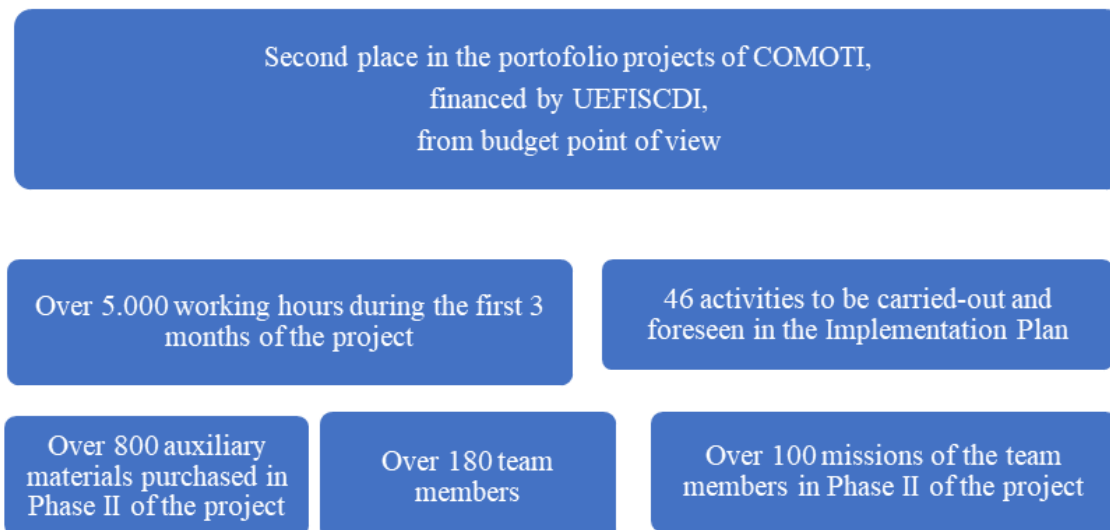 Second place in the portofolio projects of COMOTI,
financed by UEFISCDI,
from budget point of view
Over 5.000 working hours during the first 3
months of the project
46 activities to be carried-out and
foreseen in the Implementation Plan
Over 800 auxiliary
materials purchased in
Phase II of the project
Over 180 team
members
Over 100 missions of the team
members in Phase II of the project